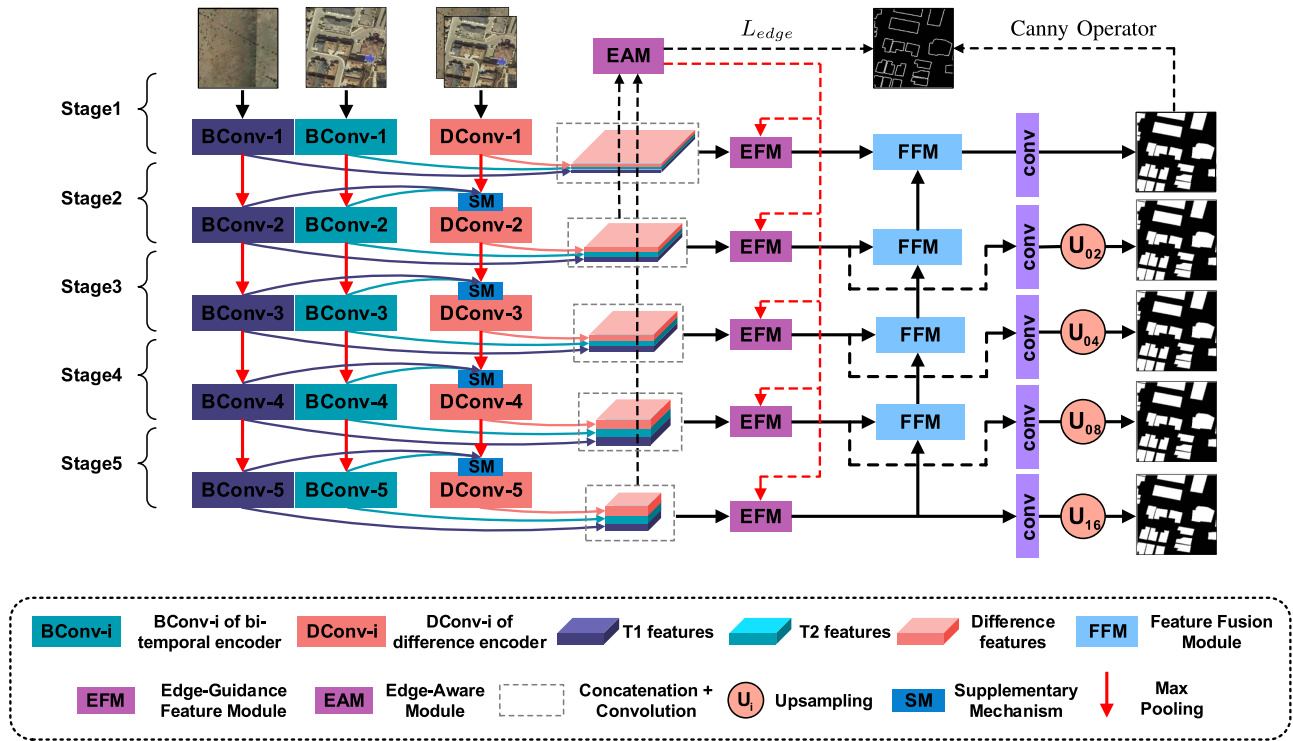 L_edge
Canny Operator
EAM
Stage1
BConv-1
BConv-1
DConv-1
EFM
FFM
conv
Stage2
SM
BConv-2
BConv-2
DConv-2
EFM
FFM
conv
U02
Stage3
SM
BConv-3
BConv-3
DConv-3
EFM
FFM
conv
U04
Stage4
SM
BConv-4
BConv-4
DConv-4
EFM
FFM
conv
U08
Stage5
SM
BConv-5
BConv-5
DConv-5
EFM
conv
U16
BConv-i
BConv-i of bi-
temporal encoder
DConv-i
DConv-i of
difference encoder
T1 features
T2 features
Difference
features
FFM
Feature Fusion
Module
EFM
Edge-Guidance
Feature Module
EAM
Edge-Aware
Module
Concatenation +
Convolution
Ui
Upsampling
SM
Supplementary
Mechanism
Max
Pooling